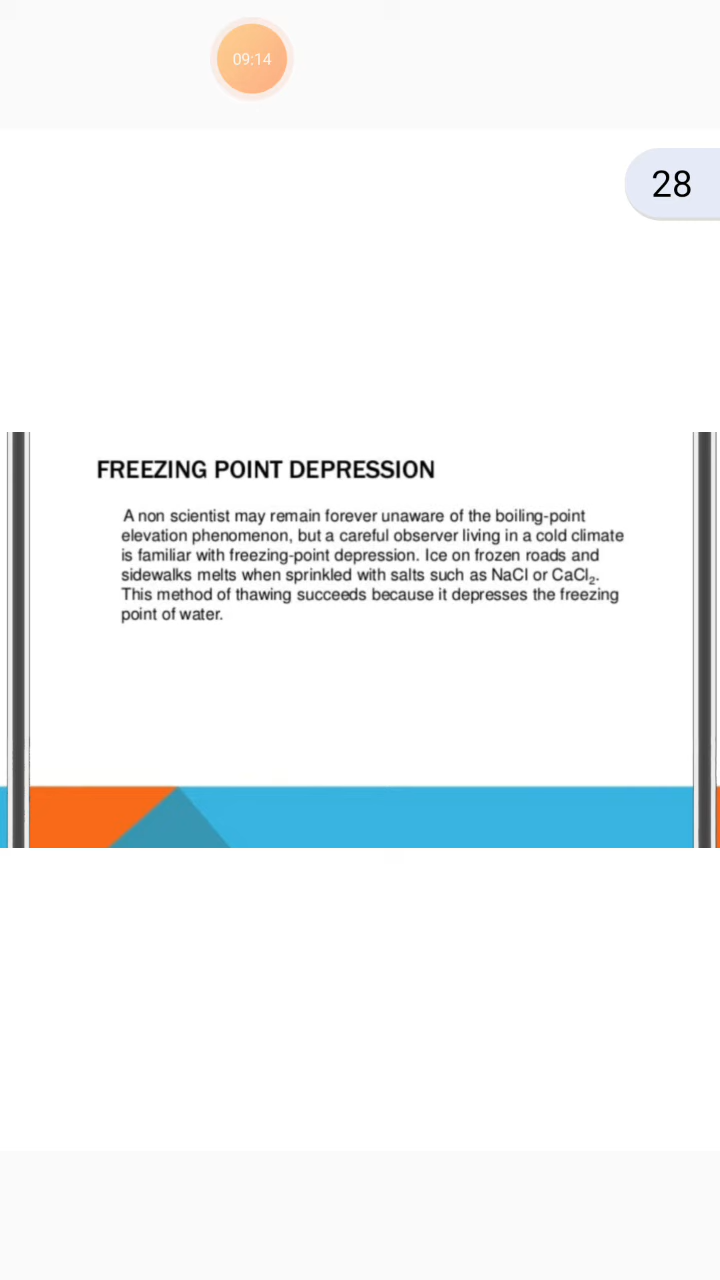 09:14
28
FREEZING POINT DEPRESSION
A non scientist may remain forever unaware of the boiling-point
elevation phenomenon, but a careful observer living in a cold climate
is familiar with freezing-point depression. Ice on frozen roads and
sidewalks melts when sprinkled with salts such as NaCl or CaCl₂.
This method of thawing succeeds because it depresses the freezing
point of water.